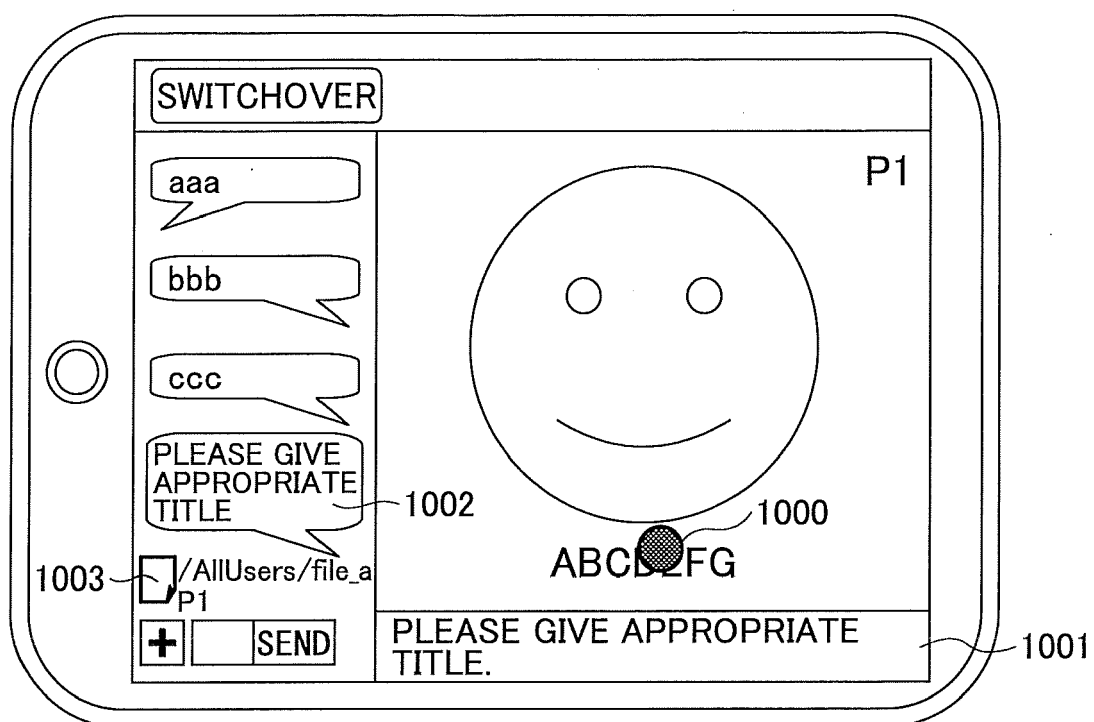 SWITCHOVER
aaa
bbb
ccc
PLEASE GIVE
APPROPRIATE
TITLE
1002
1003
/AllUsers/file_a
P1
+
SEND
P1
1000
ABCDEFG
PLEASE GIVE APPROPRIATE
TITLE.
1001